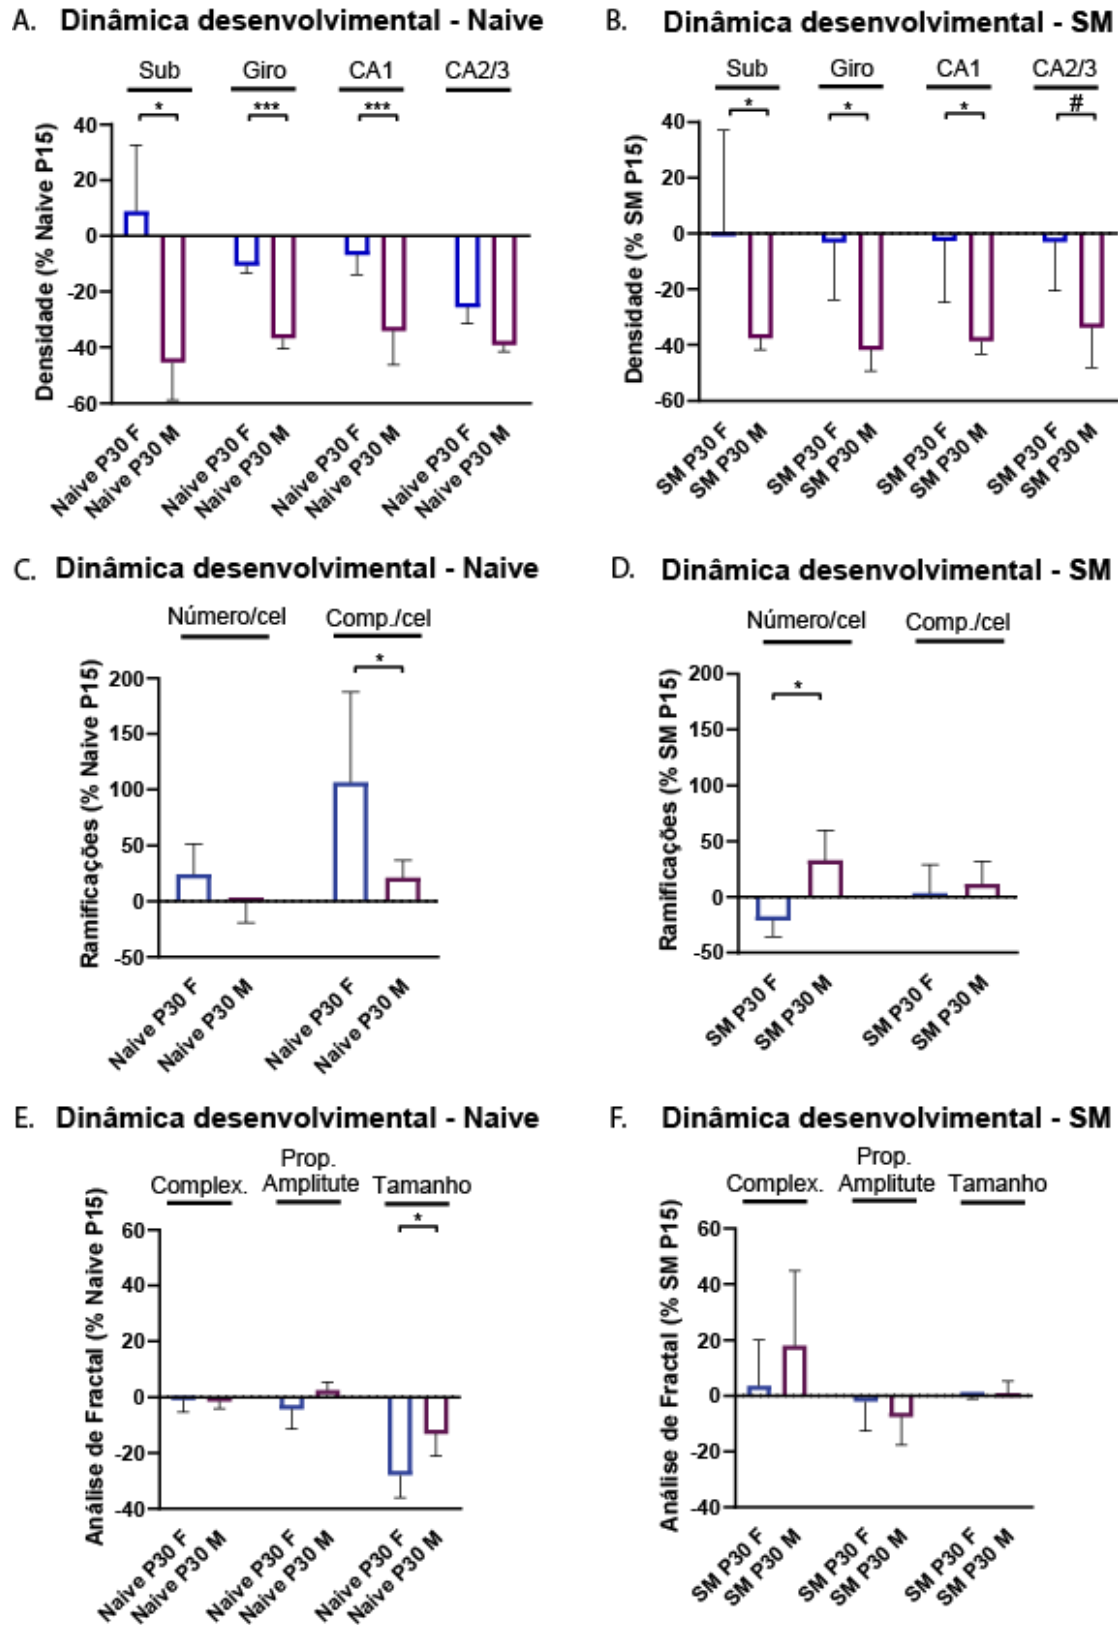 A. Dinâmica desenvolvimental - Naive
Sub Giro CA1 CA2/3
* *** ***
Densidade (% Naive P15)
40
20
0
-20
-40
-60
Naive P30 F
Naive P30 M
Naive P30 F
Naive P30 M
Naive P30 F
Naive P30 M
Naive P30 F
Naive P30 M
B. Dinâmica desenvolvimental - SM
Sub Giro CA1 CA2/3
* * * #
Densidade (% SM P15)
40
20
0
-20
-40
-60
SM P30 F
SM P30 M
SM P30 F
SM P30 M
SM P30 F
SM P30 M
SM P30 F
SM P30 M
C. Dinâmica desenvolvimental - Naive
Número/cel Comp./cel
*
Ramificações (% Naive P15)
200
150
100
50
0
-50
Naive P30 F
Naive P30 M
Naive P30 F
Naive P30 M
D. Dinâmica desenvolvimental - SM
Número/cel Comp./cel
*
Ramificações (% SM P15)
200
150
100
50
0
-50
SM P30 F
SM P30 M
SM P30 F
SM P30 M
E. Dinâmica desenvolvimental - Naive
Prop.
Complex. Amplitute Tamanho
*
Análise de Fractal (% Naive P15)
60
40
20
0
-20
-40
Naive P30 F
Naive P30 M
Naive P30 F
Naive P30 M
Naive P30 F
Naive P30 M
F. Dinâmica desenvolvimental - SM
Prop.
Complex. Amplitute Tamanho
Análise de Fractal (% SM P15)
60
40
20
0
-20
-40
SM P30 F
SM P30 M
SM P30 F
SM P30 M
SM P30 F
SM P30 M